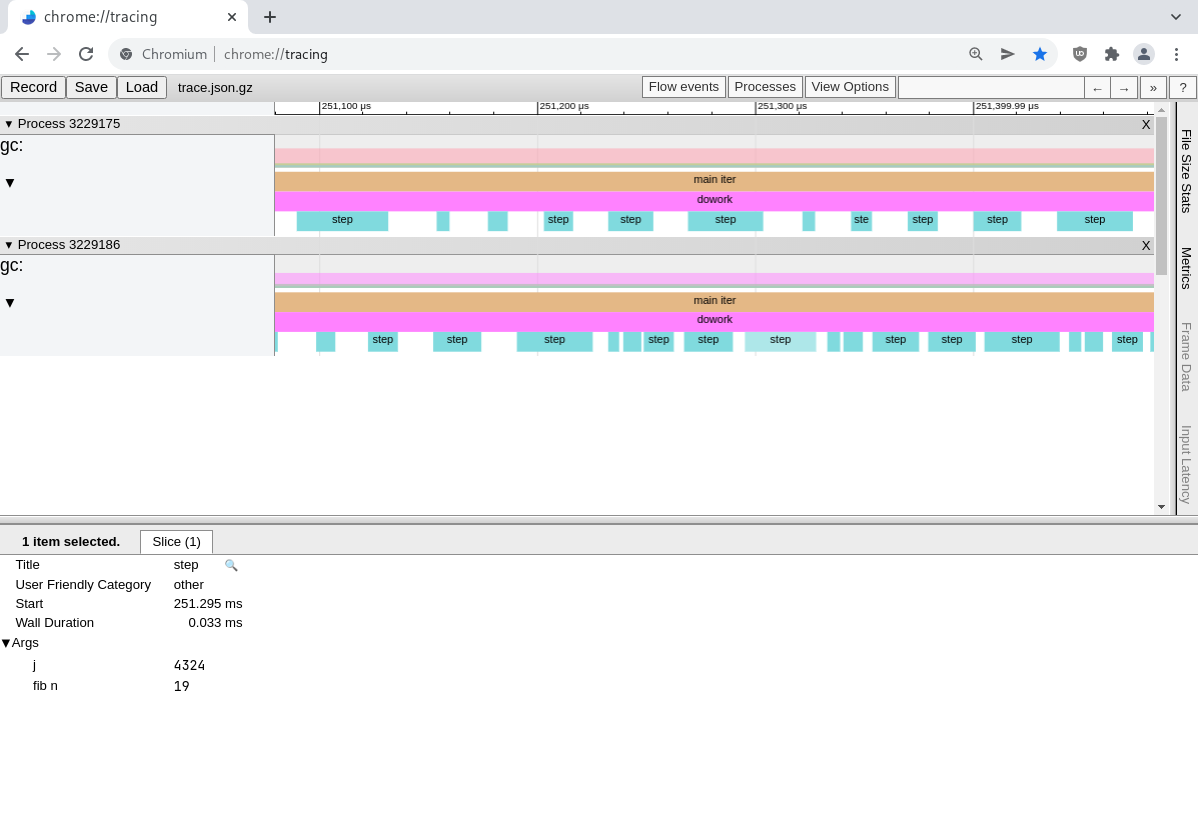 chrome://tracing
Chromium | chrome://tracing
Record Save Load trace.json.gz Flow events Processes View Options ← → » ?
251,100 µs 251,200 µs 251,300 µs 251,399.99 µs
▼ Process 3229175 X
gc:
▼
main iter
dowork
step step step step ste step step step
▼ Process 3229186 X
gc:
▼
main iter
dowork
step step step step step step step step step step
File Size Stats
Metrics
Frame Data
Input Latency
1 item selected. Slice (1)
Title step
User Friendly Category other
Start 251.295 ms
Wall Duration 0.033 ms
▼Args
j 4324
fib n 19